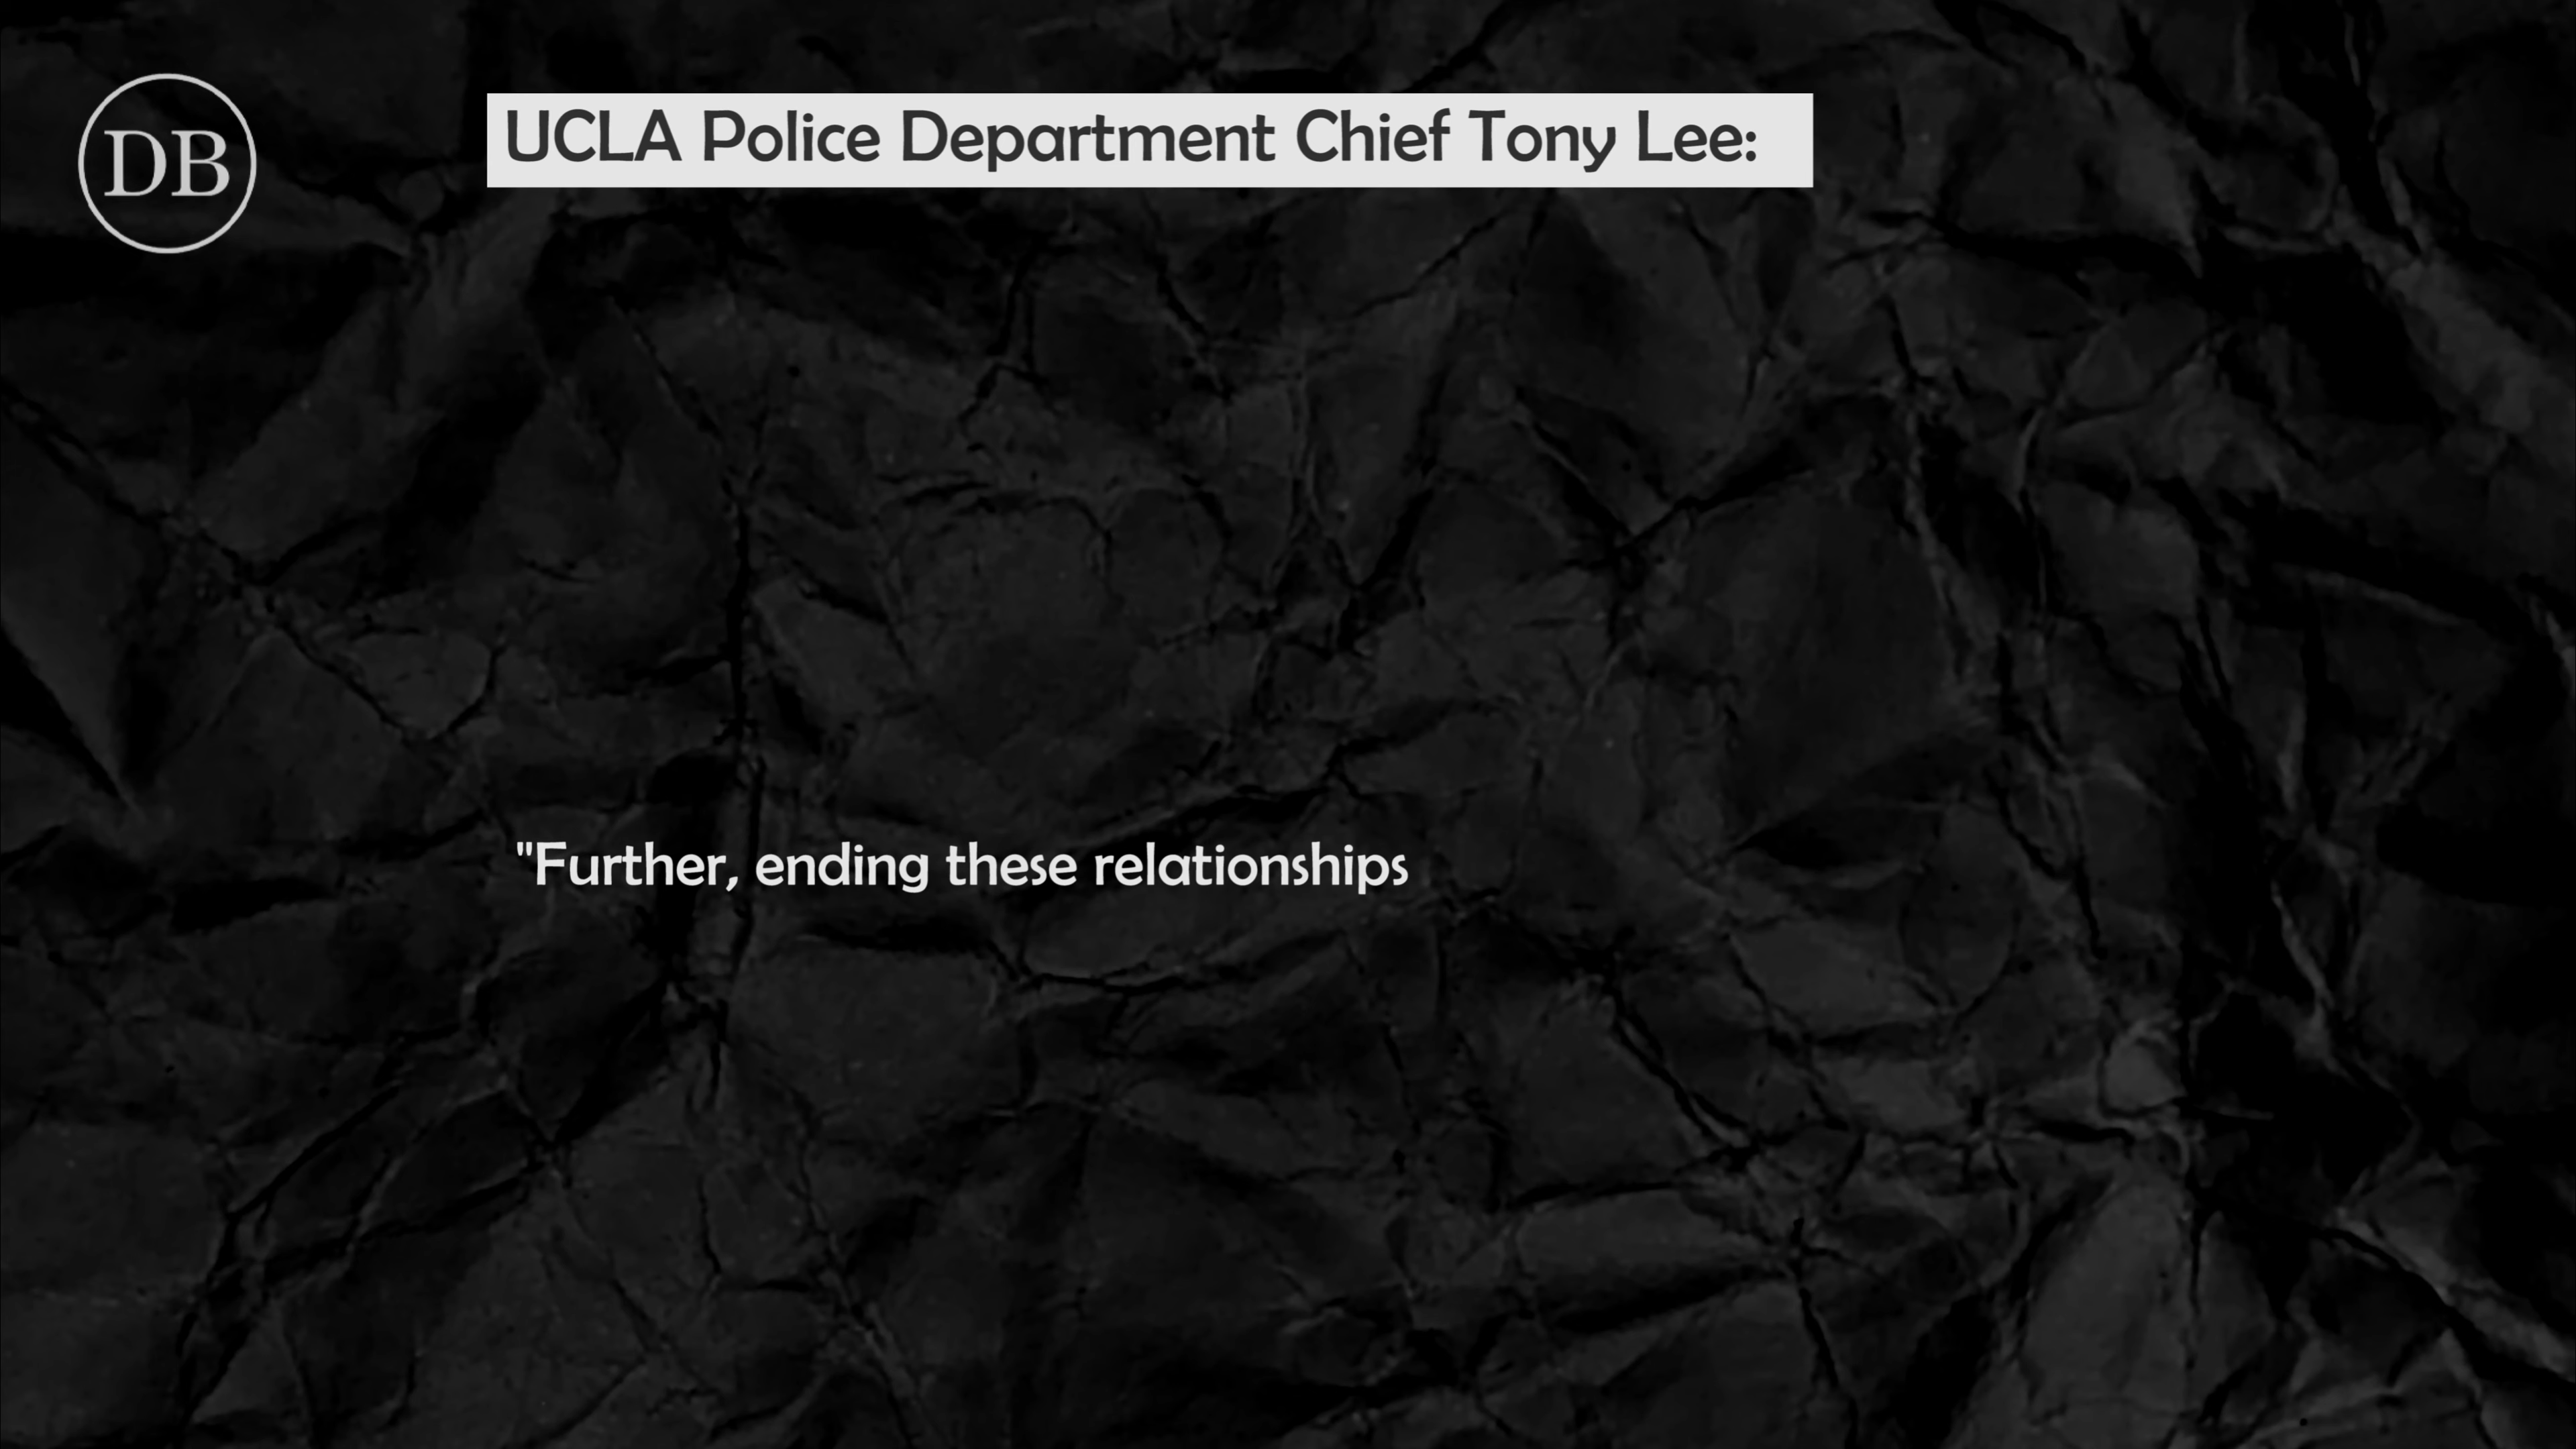 DB
UCLA Police Department Chief Tony Lee:
"Further, ending these relationships